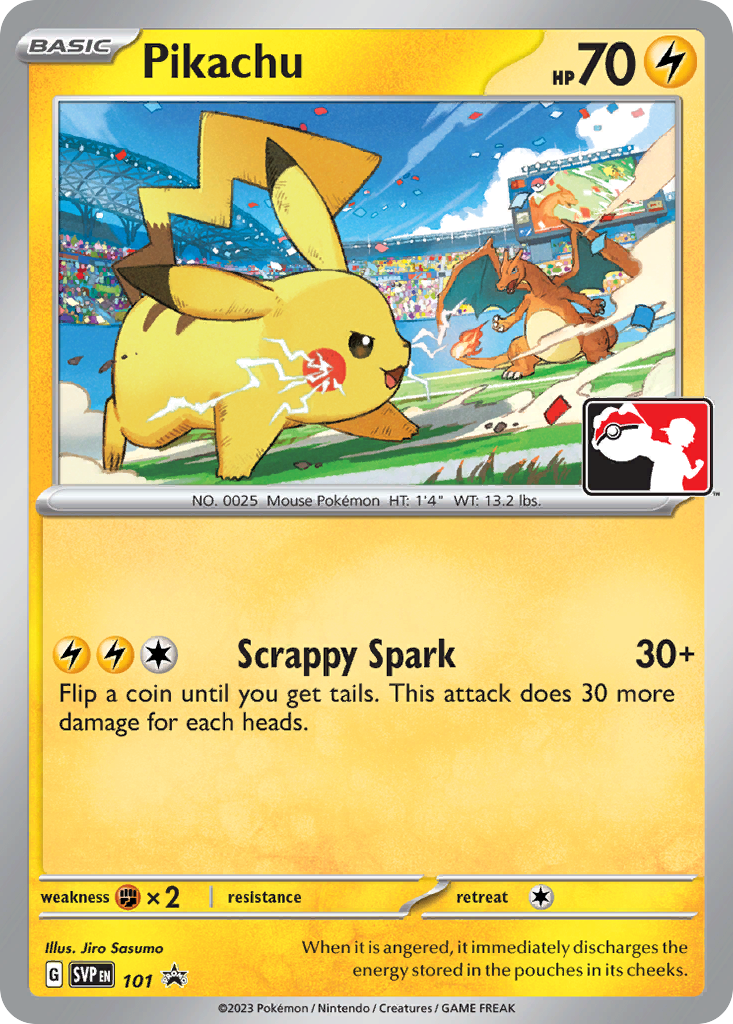 BASIC
Pikachu
HP 70
NO. 0025 Mouse Pokémon HT: 1'4" WT: 13.2 lbs.
™
Scrappy Spark 30+
Flip a coin until you get tails. This attack does 30 more
damage for each heads.
weakness ×2 resistance retreat
Illus. Jiro Sasumo
When it is angered, it immediately discharges the
energy stored in the pouches in its cheeks.
G SVP EN 101
©2023 Pokémon / Nintendo / Creatures / GAME FREAK